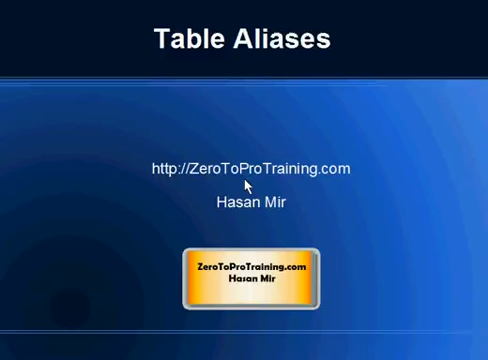 Table Aliases
http://ZeroToProTraining.com
Hasan Mir
ZeroToProTraining.com
Hasan Mir